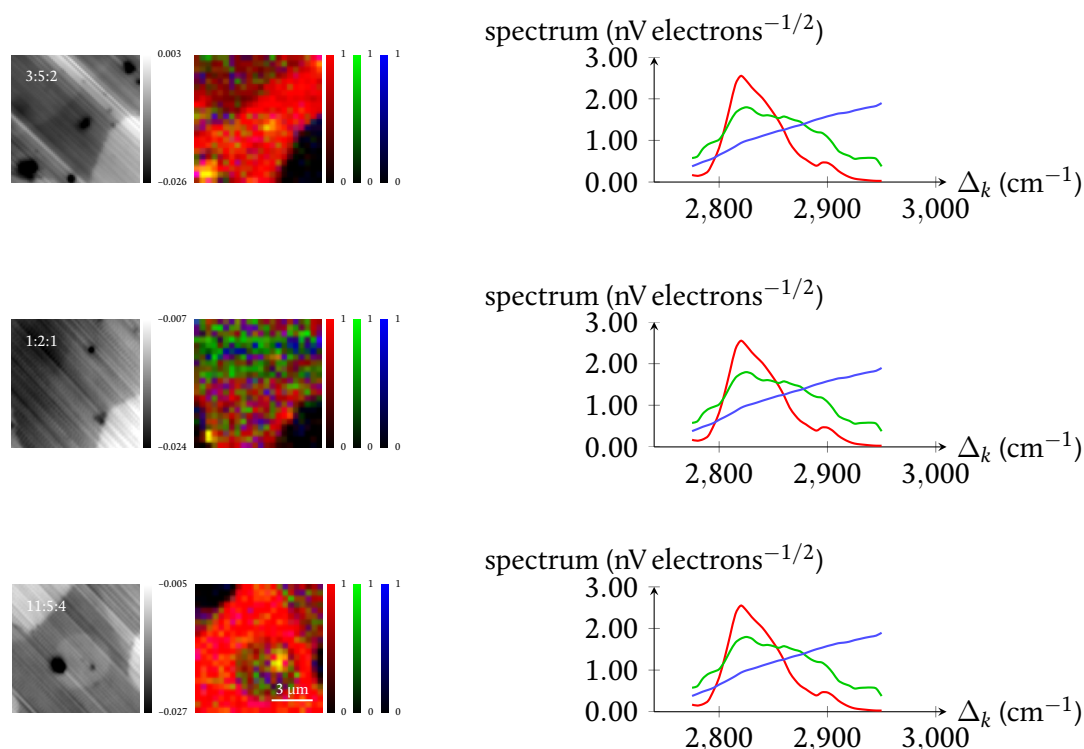 spectrum (nV electrons−1/2)
3:5:2
0.003
−0.026
1 1 1
0 0 0
3.00
2.00
1.00
0.00
2,800 2,900 3,000
Δk (cm−1)
spectrum (nV electrons−1/2)
1:2:1
−0.007
−0.024
1 1 1
0 0 0
3.00
2.00
1.00
0.00
2,800 2,900 3,000
Δk (cm−1)
spectrum (nV electrons−1/2)
11:5:4
−0.005
−0.027
1 1 1
0 0 0
3 μm
3.00
2.00
1.00
0.00
2,800 2,900 3,000
Δk (cm−1)